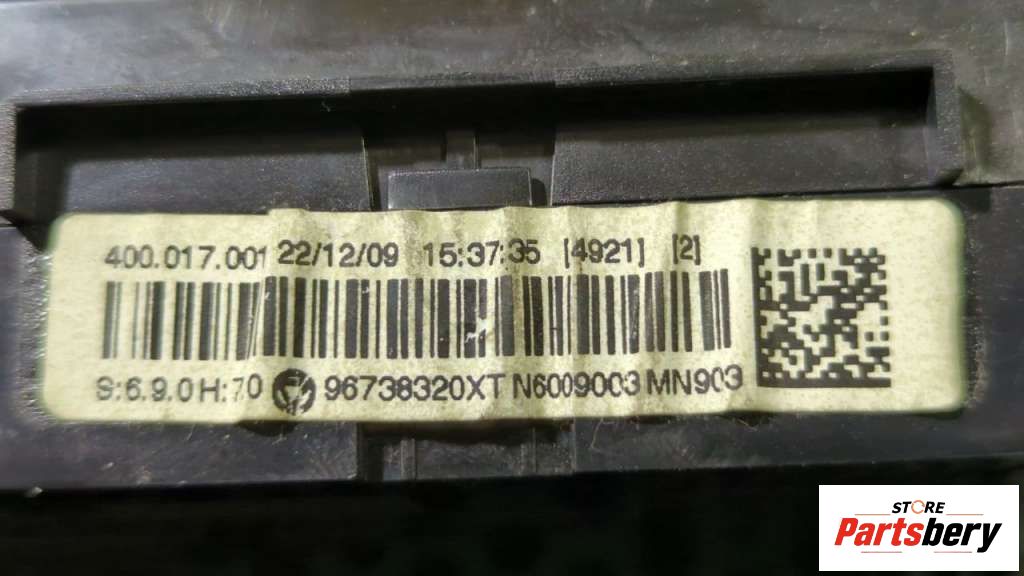 400.017.001 22/12/09 15:37:35 [4921] [2]
S:6.9.0 H:70 96738320XT N6009003 MN903
STORE
Partsbery